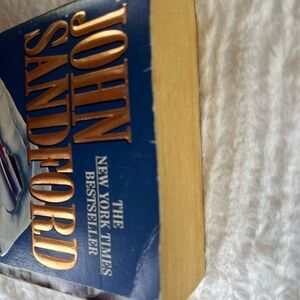 JOHN
SANDFORD
THE
NEW YORK TIMES
BESTSELLER